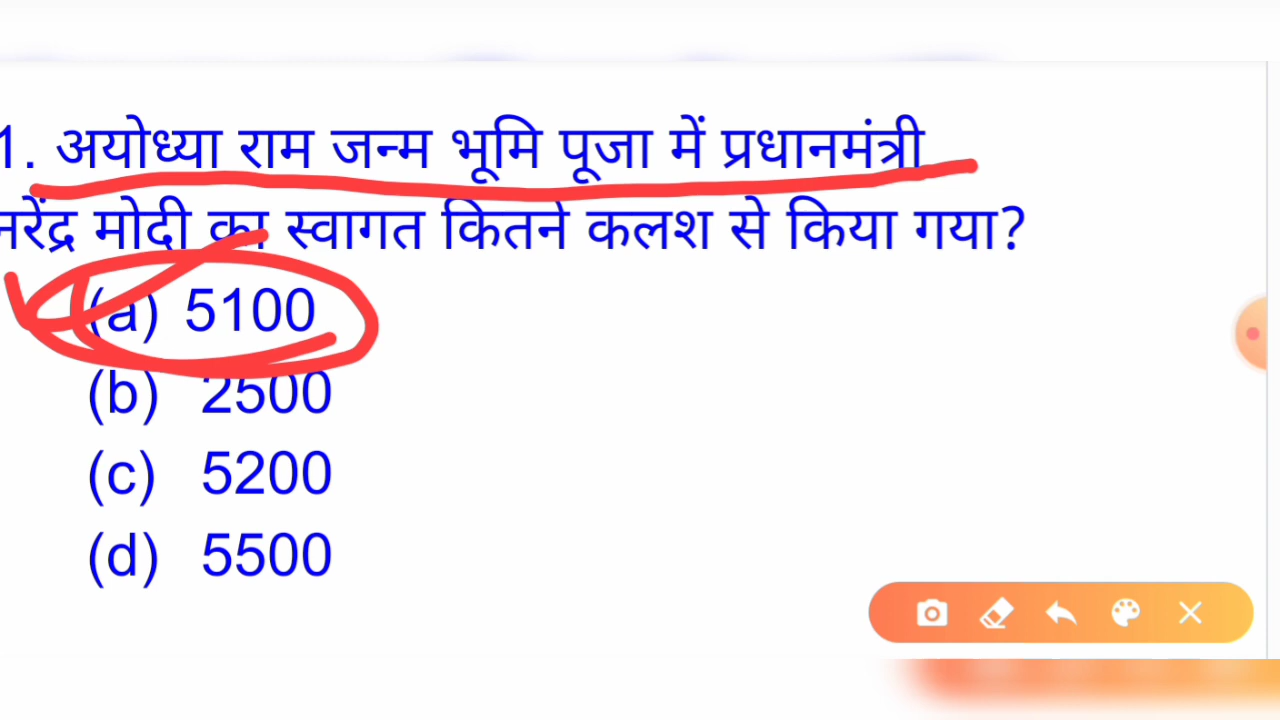 1. अयोध्या राम जन्म भूमि पूजा में प्रधानमंत्री
नरेंद्र मोदी का स्वागत कितने कलश से किया गया?
(a) 5100
(b) 2500
(c) 5200
(d) 5500